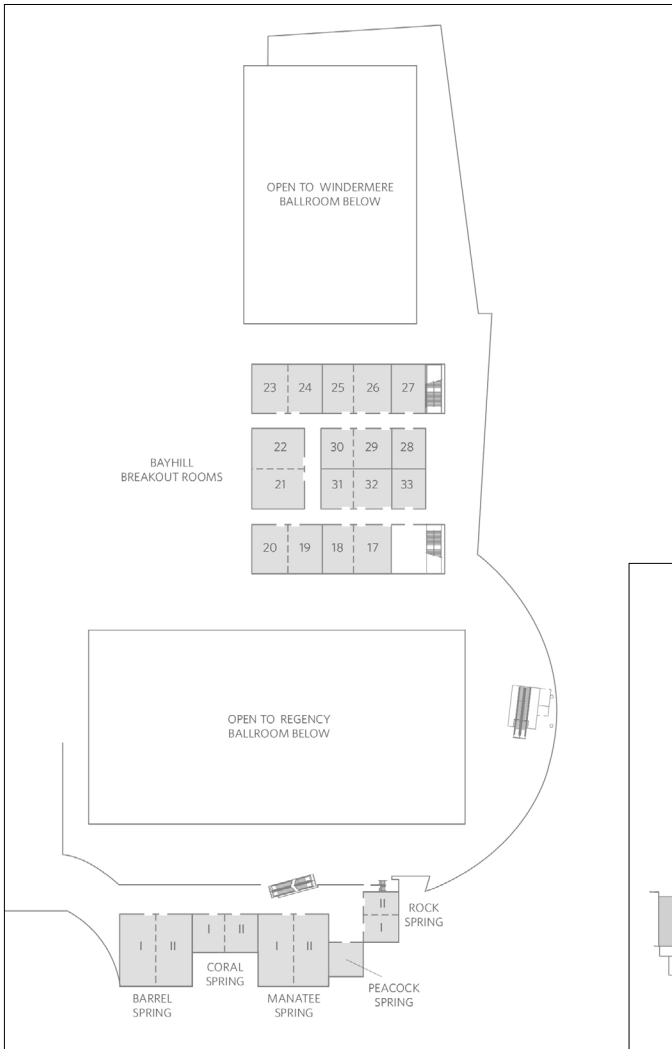 OPEN TO WINDERMERE
BALLROOM BELOW
23 24 25 26 27
22 30 29 28
BAYHILL
BREAKOUT ROOMS
21 31 32 33
20 19 18 17
OPEN TO REGENCY
BALLROOM BELOW
II
I
ROCK
SPRING
I II
I II
I II
CORAL
SPRING
PEACOCK
SPRING
BARREL
SPRING
MANATEE
SPRING